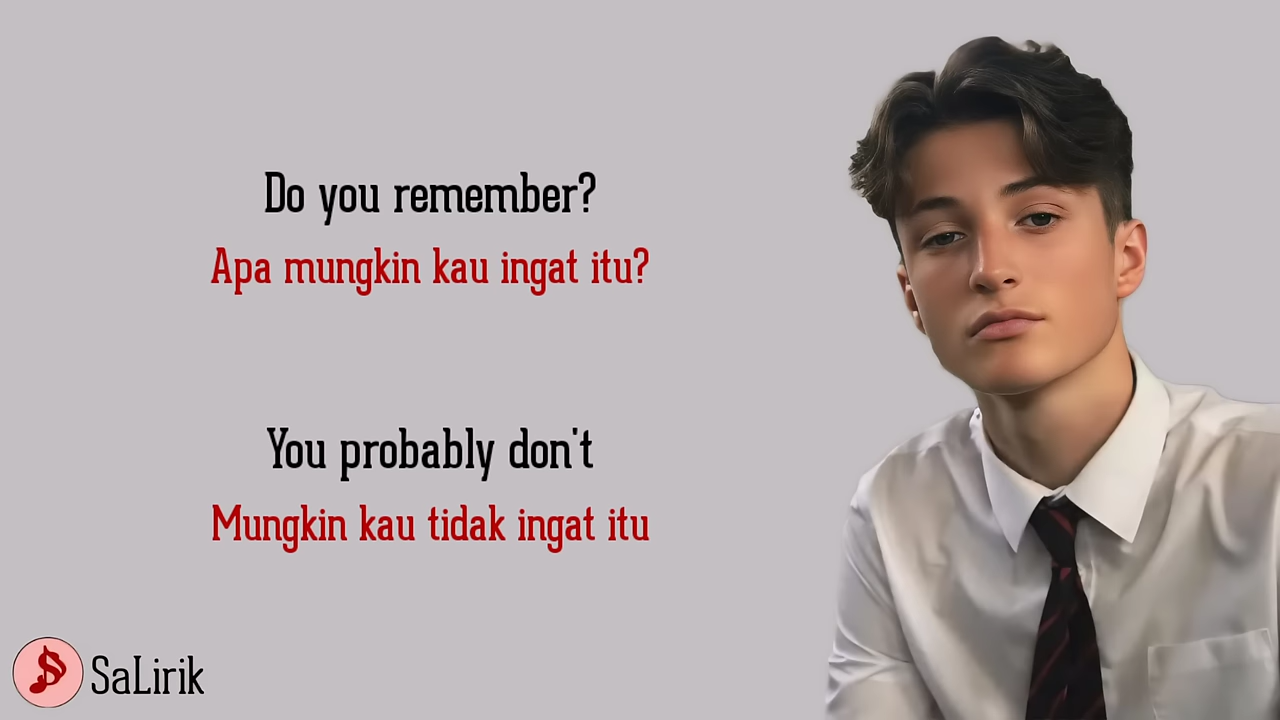 Do you remember?
Apa mungkin kau ingat itu?
You probably don't
Mungkin kau tidak ingat itu
SaLirik